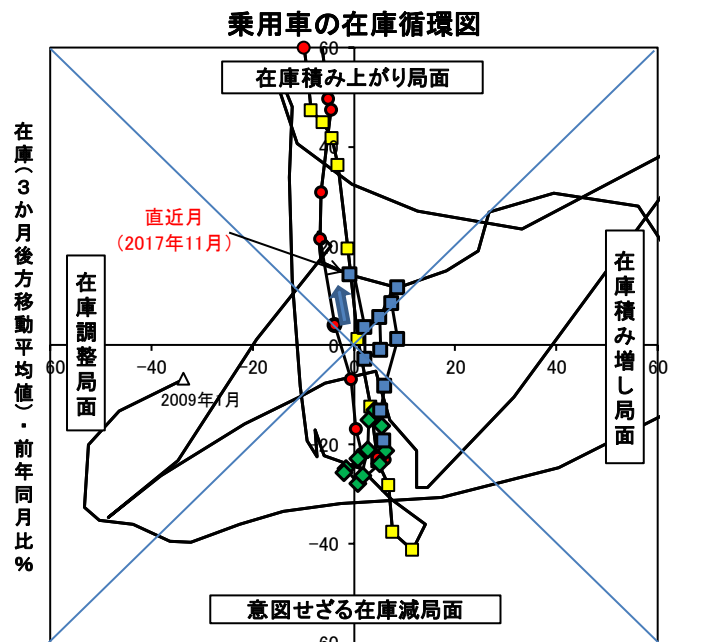 乗用車の在庫循環図
60
在庫積み上がり局面
40
在庫(3か月後方移動平均値)・前年同月比%
直近月
(2017年11月)
20
在庫調整局面
在庫積み増し局面
60
−40
−20
0
20
40
60
2009年1月
−20
−40
意図せざる在庫減局面
60